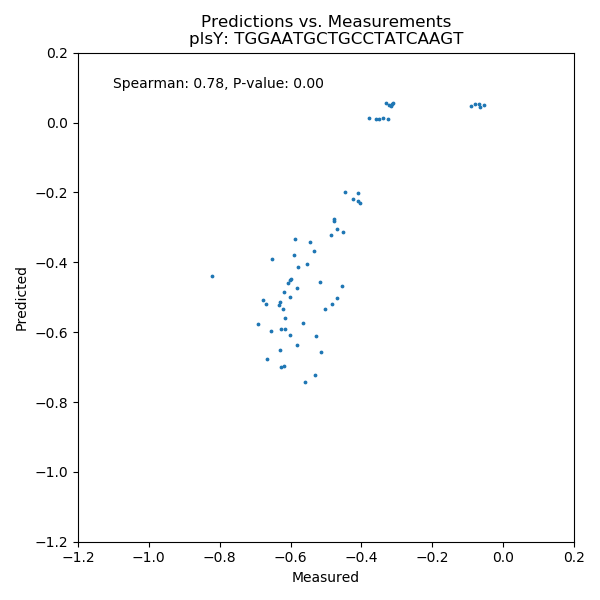 Predictions vs. Measurements
plsY: TGGAATGCTGCCTATCAAGT
Spearman: 0.78, P-value: 0.00
0.2
0.0
−0.2
−0.4
−0.6
−0.8
−1.0
−1.2
Predicted
−1.2 −1.0 −0.8 −0.6 −0.4 −0.2 0.0 0.2
Measured